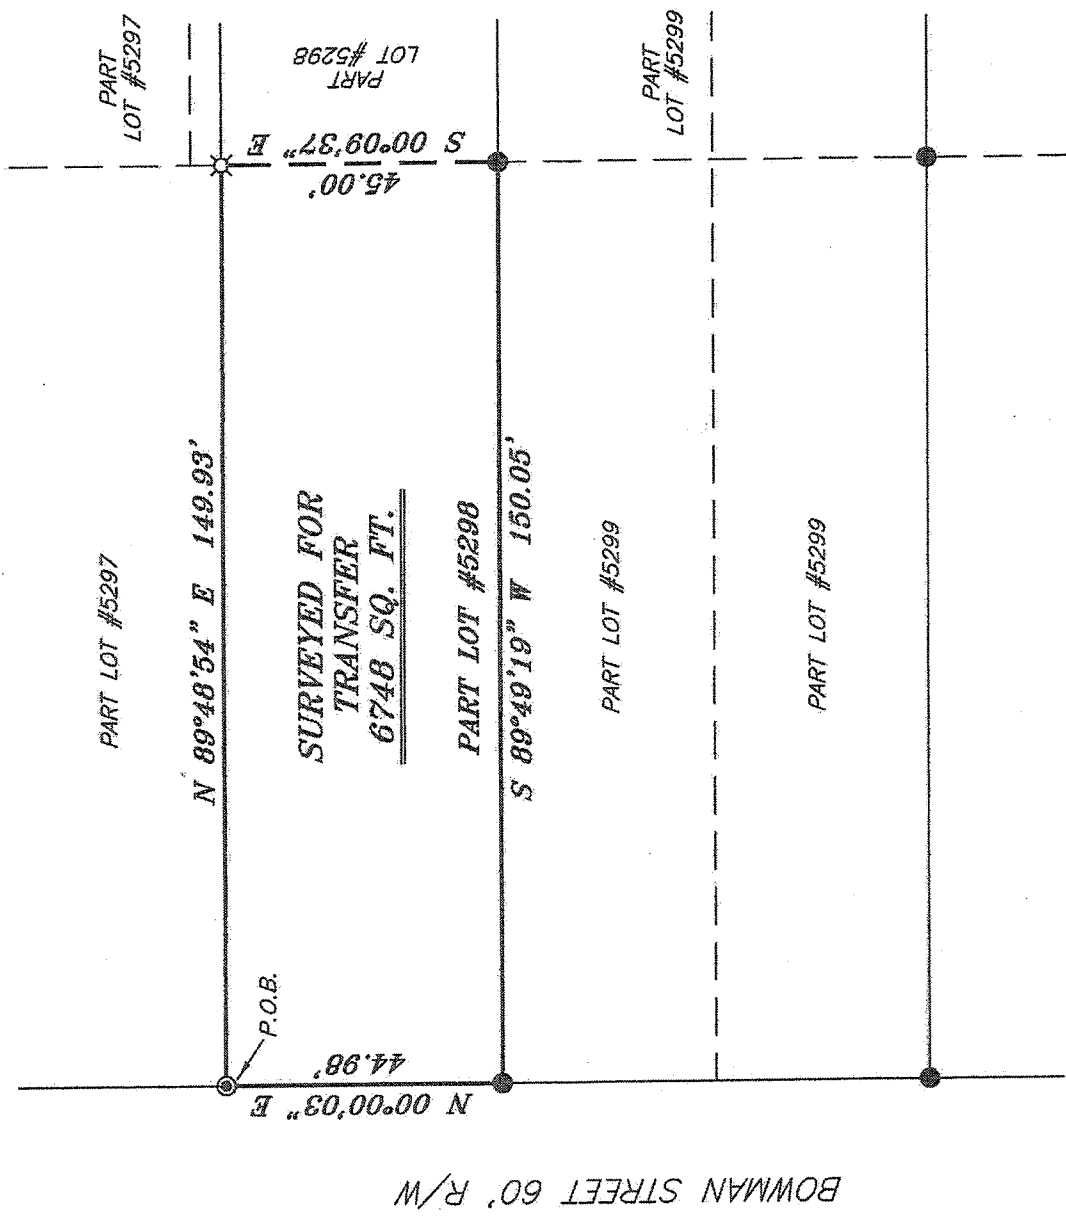 PART
LOT #5297
PART
LOT #5298
PART
LOT #5299
S 00°09'37" E
45.00'
PART LOT #5297
N 89°48'54" E 149.93'
SURVEYED FOR
TRANSFER
6748 SQ. FT.
PART LOT #5298
S 89°49'19" W 150.05'
PART LOT #5299
PART LOT #5299
P.O.B.
44.98'
N 00°00'03" E
BOWMAN STREET 60' R/W